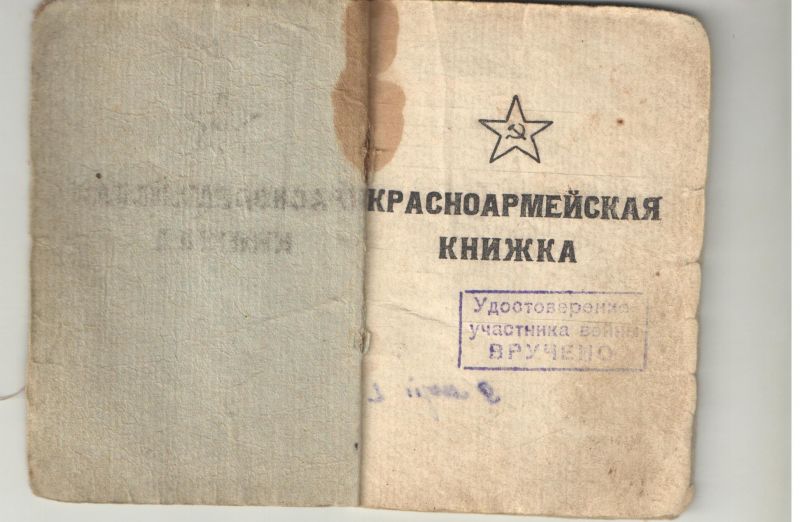 КРАСНОАРМЕЙСКАЯ
КНИЖКА
Удостоверение
участника войны
ВРУЧЕНО